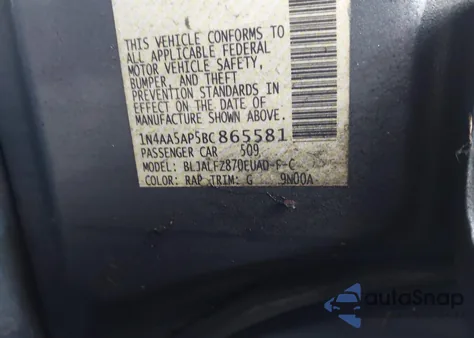 THIS VEHICLE CONFORMS TO
ALL APPLICABLE FEDERAL
MOTOR VEHICLE SAFETY,
BUMPER, AND THEFT
PREVENTION STANDARDS IN
EFFECT ON THE DATE OF
MANUFACTURE SHOWN ABOVE.
1N4AA5AP5BC865581
PASSENGER CAR 509
MODEL: BLJALFZ870EUAD-F-C
COLOR: RAP TRIM: G 9N00A
autaSnap